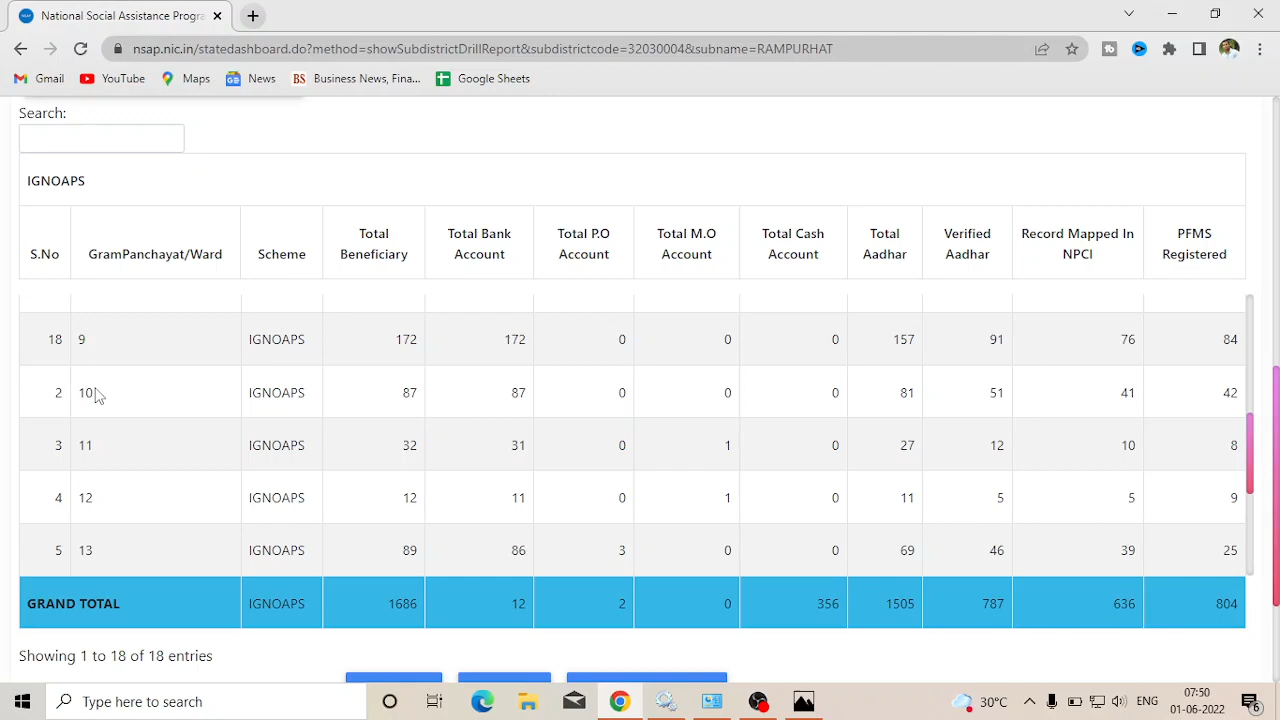 National Social Assistance Progra
nsap.nic.in/statedashboard.do?method=showSubdistrictDrillReport&subdistrictcode=32030004&subname=RAMPURHAT
Gmail YouTube Maps News BS Business News, Fina... Google Sheets
Search:
IGNOAPS
S.No GramPanchayat/Ward Scheme Total Beneficiary Total Bank Account Total P.O Account Total M.O Account Total Cash Account Total Aadhar Verified Aadhar Record Mapped In NPCI PFMS Registered
18 9 IGNOAPS 172 172 0 0 0 157 91 76 84
2 10 IGNOAPS 87 87 0 0 0 81 51 41 42
3 11 IGNOAPS 32 31 0 1 0 27 12 10 8
4 12 IGNOAPS 12 11 0 1 0 11 5 5 9
5 13 IGNOAPS 89 86 3 0 0 69 46 39 25
GRAND TOTAL IGNOAPS 1686 12 2 0 356 1505 787 636 804
Showing 1 to 18 of 18 entries
Type here to search 30°C ENG 07:50
01-06-2022 6